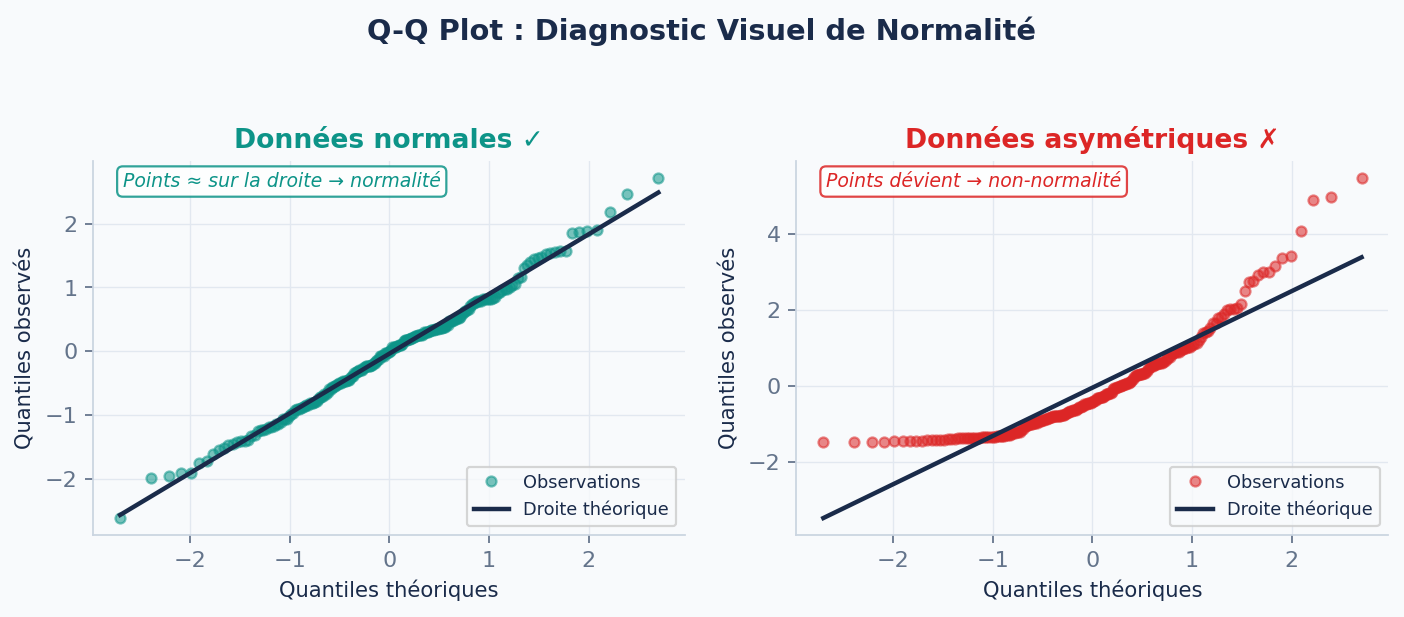 Q-Q Plot : Diagnostic Visuel de Normalité
Données normales ✓
Points ≈ sur la droite → normalité
Quantiles observés
2
1
0
−1
−2
Observations
Droite théorique
−2
−1
0
1
2
Quantiles théoriques
Données asymétriques ✗
Points dévient → non-normalité
Quantiles observés
4
2
0
−2
Observations
Droite théorique
−2
−1
0
1
2
Quantiles théoriques